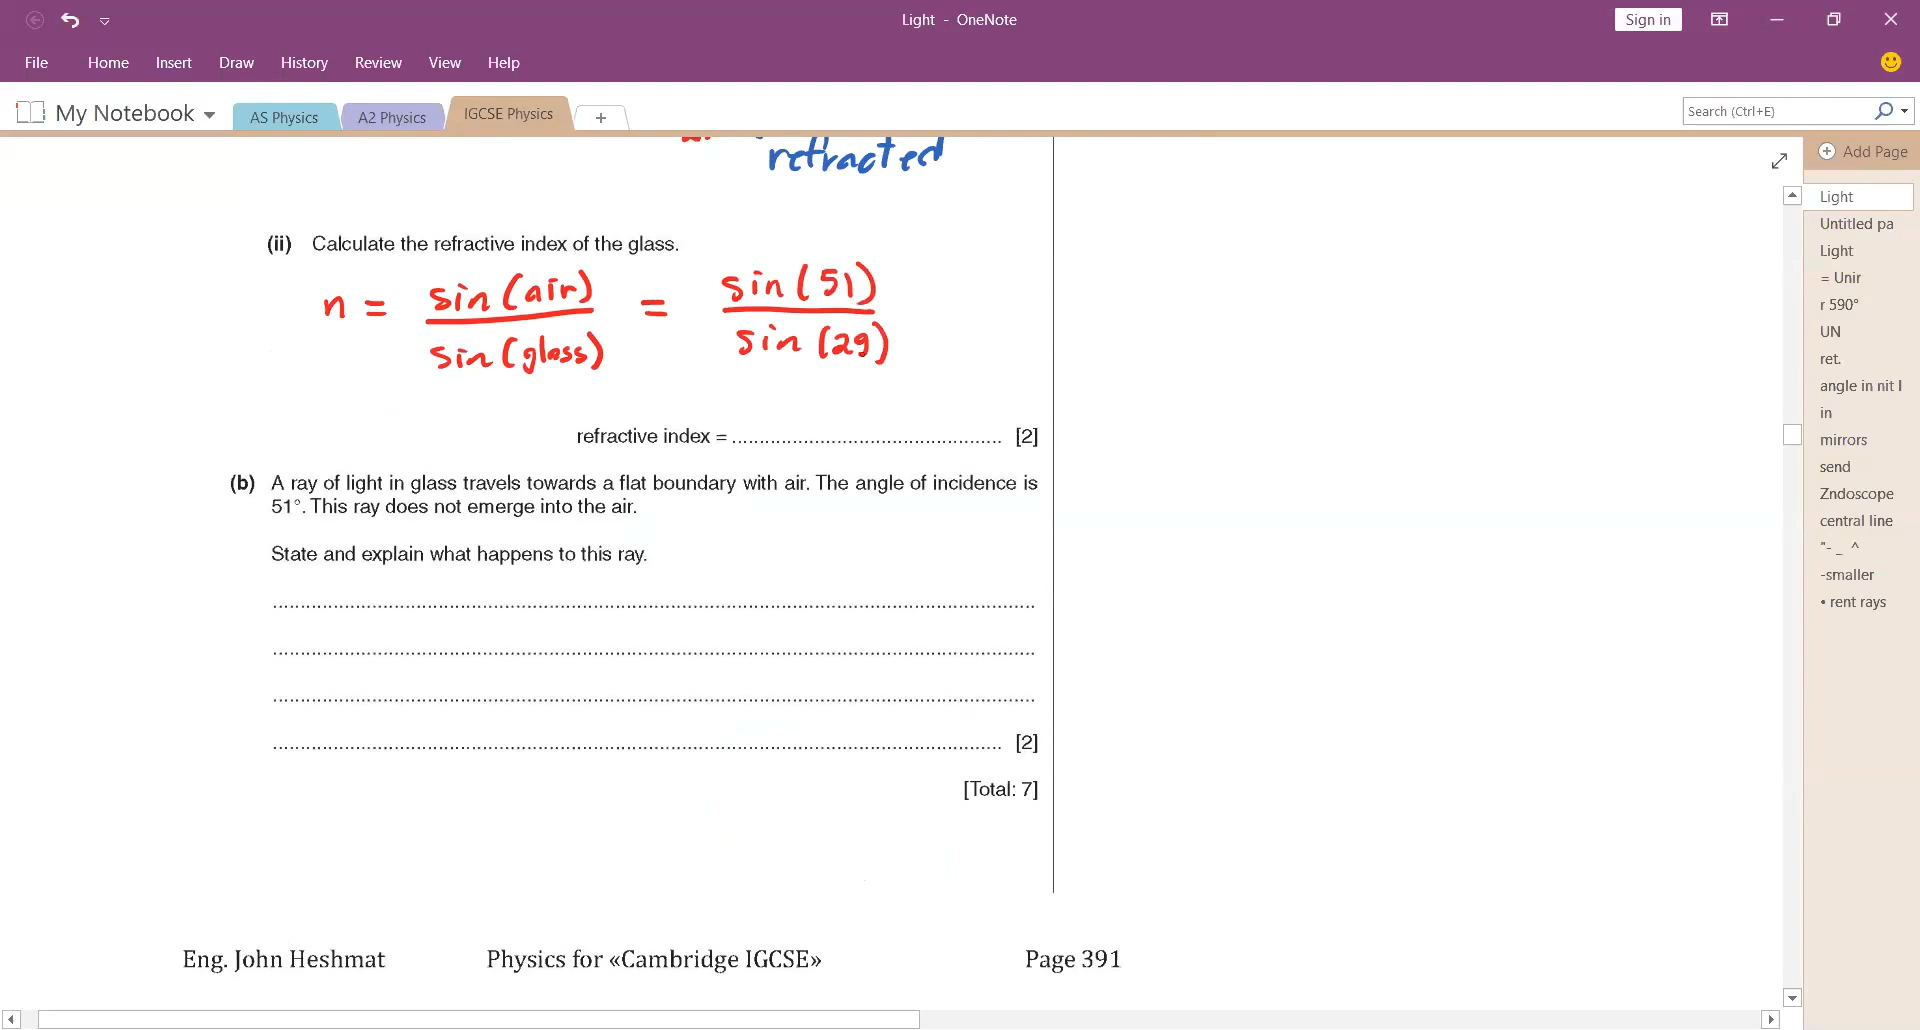 Light - OneNote
Sign in
File Home Insert Draw History Review View Help
My Notebook AS Physics A2 Physics IGCSE Physics +
Search (Ctrl+E)
Add Page
refracted
(ii) Calculate the refractive index of the glass.
n = sin(air) / sin(glass) = sin(51) / sin(29)
refractive index = .................................................. [2]
(b) A ray of light in glass travels towards a flat boundary with air. The angle of incidence is
51°. This ray does not emerge into the air.
State and explain what happens to this ray.
[2]
[Total: 7]
Eng. John Heshmat Physics for «Cambridge IGCSE» Page 391
Light
Untitled pa
Light
= Unir
r 590°
UN
ret.
angle in nit I
in
mirrors
send
Zndoscope
central line
"- _ ^
-smaller
• rent rays